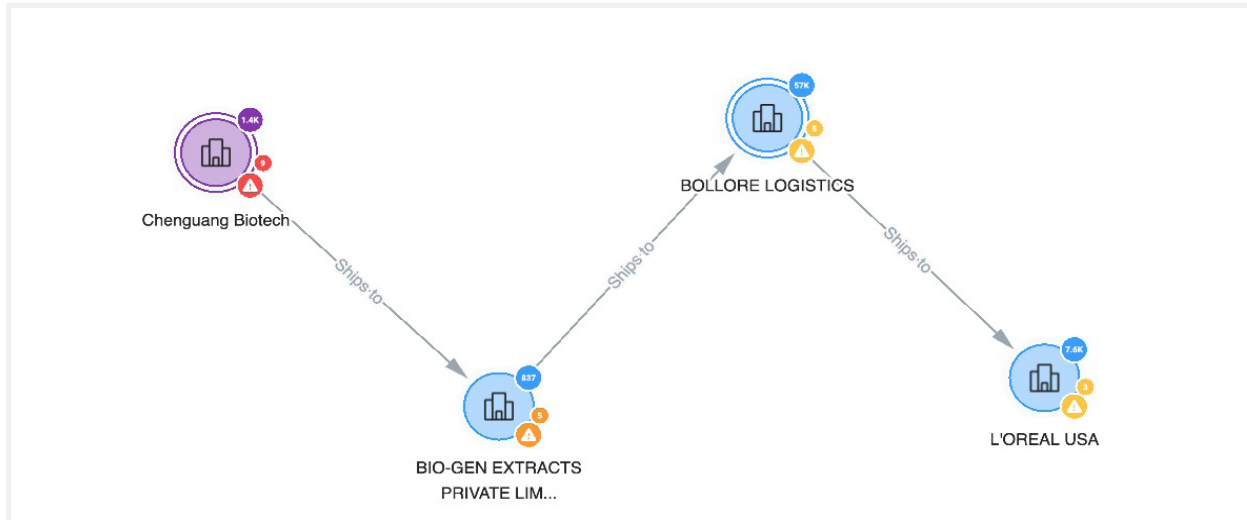 57K
5
BOLLORE LOGISTICS
1.4K
9
Chenguang Biotech
Ships to
Ships to
Ships to
7.6K
3
L'OREAL USA
837
5
BIO-GEN EXTRACTS
PRIVATE LIM...